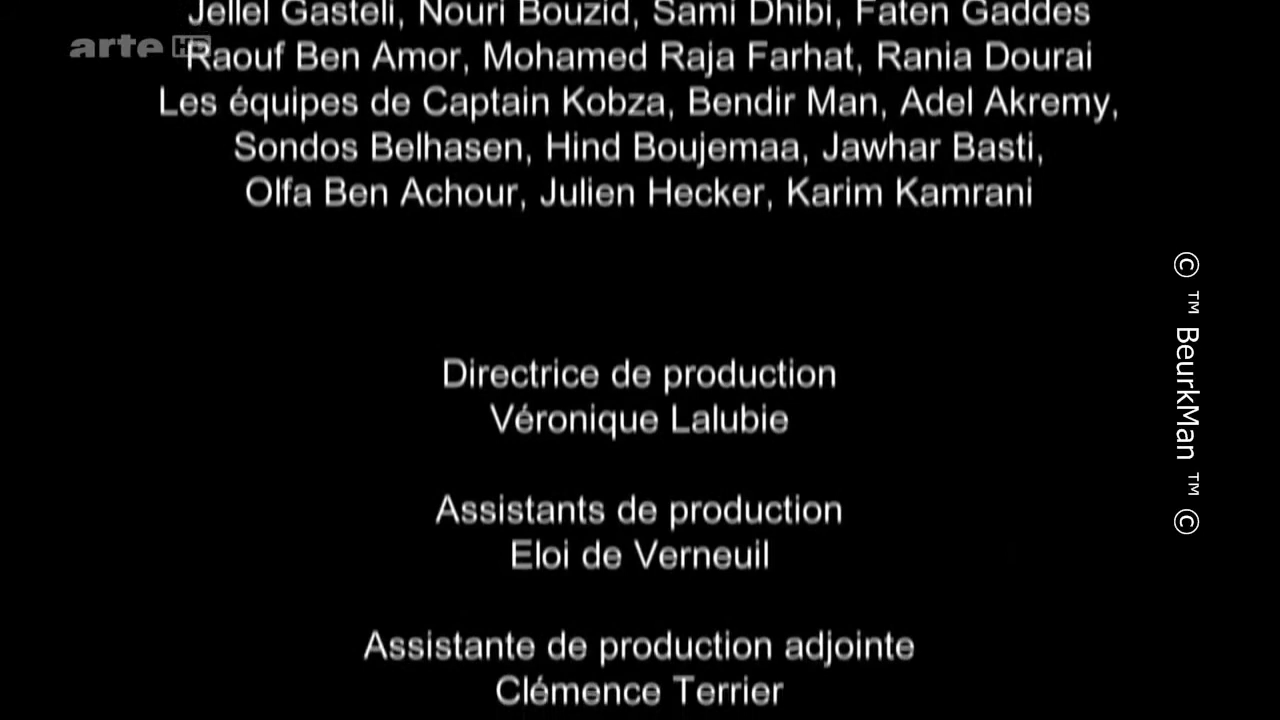 Jellel Gasteli, Nouri Bouzid, Sami Dhibi, Faten Gaddes
arte HD
Raouf Ben Amor, Mohamed Raja Farhat, Rania Dourai
Les équipes de Captain Kobza, Bendir Man, Adel Akremy,
Sondos Belhasen, Hind Boujemaa, Jawhar Basti,
Olfa Ben Achour, Julien Hecker, Karim Kamrani
Directrice de production
Véronique Lalubie
Assistants de production
Eloi de Verneuil
Assistante de production adjointe
Clémence Terrier
© ™ BeurkMan ™ ©